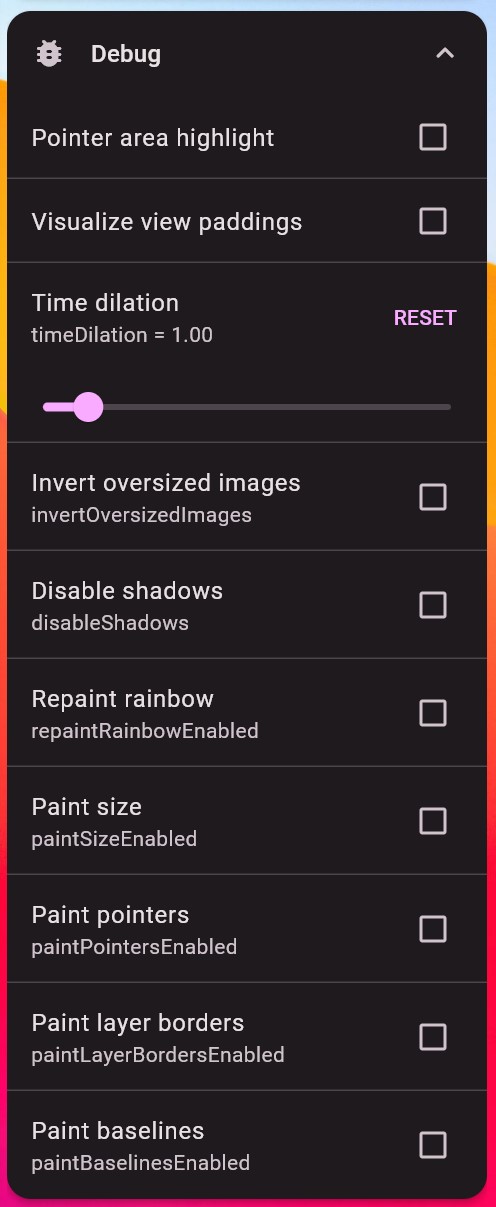 Debug
Pointer area highlight
Visualize view paddings
Time dilation
timeDilation = 1.00
RESET
Invert oversized images
invertOversizedImages
Disable shadows
disableShadows
Repaint rainbow
repaintRainbowEnabled
Paint size
paintSizeEnabled
Paint pointers
paintPointersEnabled
Paint layer borders
paintLayerBordersEnabled
Paint baselines
paintBaselinesEnabled